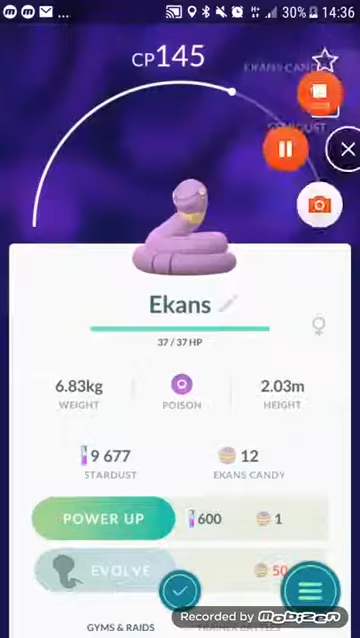 30% 14:36
CP145
EKANS CANDY
STARDUST
Ekans
37 / 37 HP
6.83kg
WEIGHT
POISON
2.03m
HEIGHT
9 677
STARDUST
12
EKANS CANDY
POWER UP
600
1
EVOLVE
50
GYMS & RAIDS
TRAINER BATTLES
Recorded by
MOBIZEN